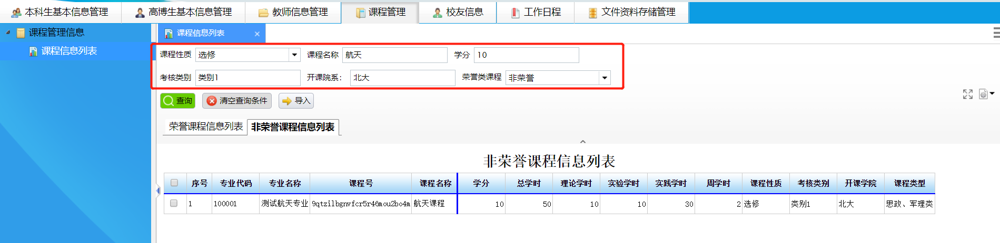 本科生基本信息管理 高博生基本信息管理 教师信息管理 课程管理 校友信息 工作日程 文件资料存储管理
课程管理信息 课程信息列表
课程信息列表
课程性质 选修 课程名称 航天 学分 10
考核类别 类别1 开课院系： 北大 荣誉类课程 非荣誉
查询 清空查询条件 导入
荣誉课程信息列表 非荣誉课程信息列表
非荣誉课程信息列表
序号 专业代码 专业名称 课程号 课程名称 学分 总学时 理论学时 实验学时 实践学时 周学时 课程性质 考核类别 开课学院 课程类型
1 100001 测试航天专业 9qtzilbgnvfcr5r46mou2bo4m 航天课程 10 50 10 10 30 2 选修 类别1 北大 思政、军理类